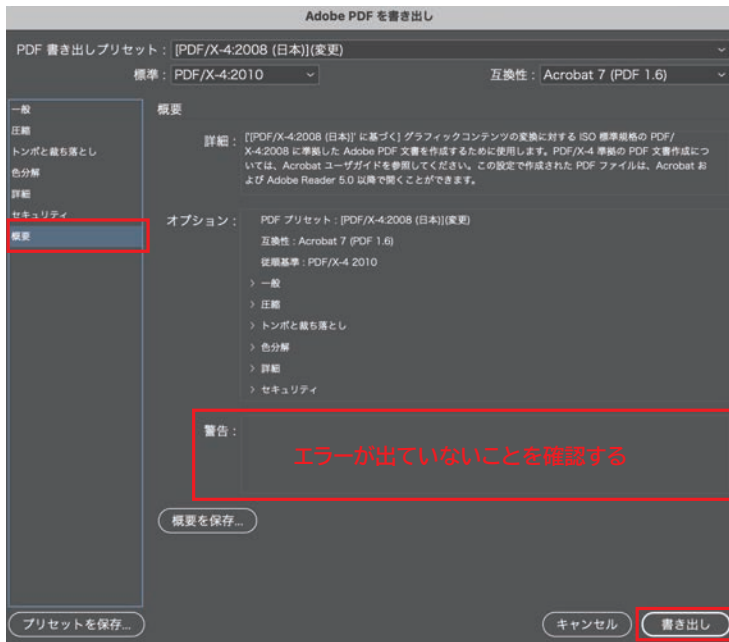 Adobe PDF を書き出し
PDF 書き出しプリセット : [PDF/X-4:2008 (日本)](変更)
標準 : PDF/X-4:2010 互換性 : Acrobat 7 (PDF 1.6)
一般
圧縮
トンボと裁ち落とし
色分解
詳細
セキュリティ
概要
概要
詳細 : ['[PDF/X-4:2008 (日本)]' に基づく] グラフィックコンテンツの変換に対する ISO 標準規格の PDF/
X-4:2008 に準拠した Adobe PDF 文書を作成するために使用します。PDF/X-4 準拠の PDF 文書作成につ
いては、Acrobat ユーザガイドを参照してください。この設定で作成された PDF ファイルは、Acrobat お
よび Adobe Reader 5.0 以降で開くことができます。
オプション : PDF プリセット : [PDF/X-4:2008 (日本)](変更)
互換性 : Acrobat 7 (PDF 1.6)
従順基準 : PDF/X-4 2010
> 一般
> 圧縮
> トンボと裁ち落とし
> 色分解
> 詳細
> セキュリティ
警告 :
エラーが出ていないことを確認する
概要を保存...
プリセットを保存... キャンセル 書き出し